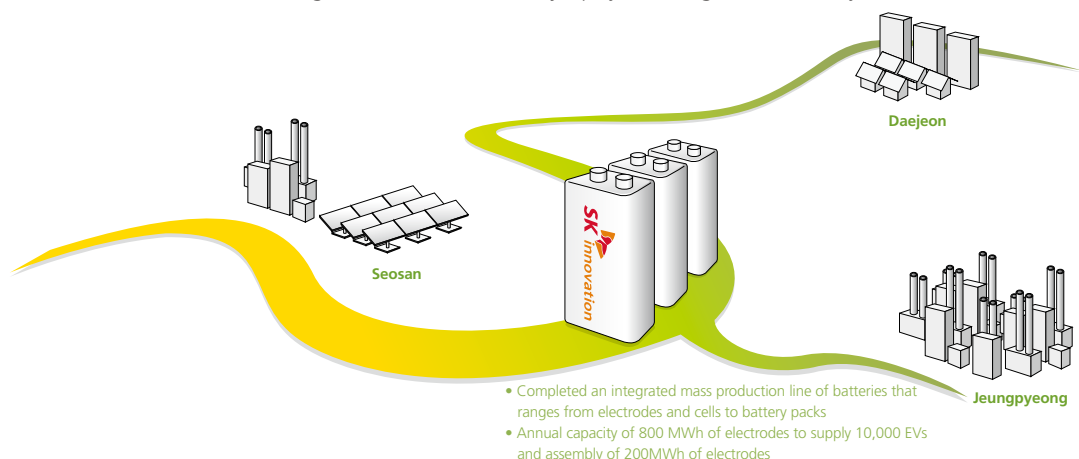 Daejeon
Seosan
SK
innovation
Jeungpyeong
• Completed an integrated mass production line of batteries that
ranges from electrodes and cells to battery packs
• Annual capacity of 800 MWh of electrodes to supply 10,000 EVs
and assembly of 200MWh of electrodes